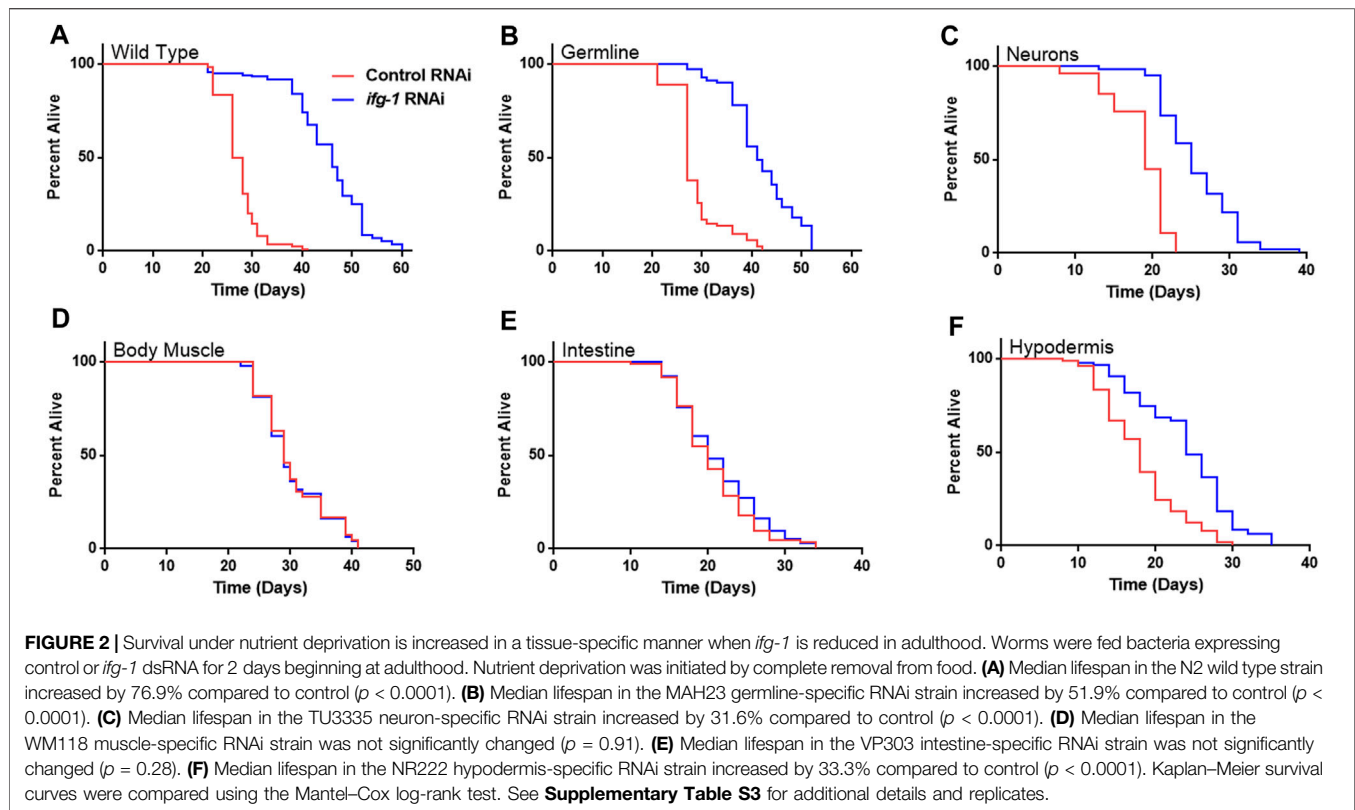 A
Wild Type
Control RNAi
ifg-1 RNAi
Percent Alive
100
50
0
0 10 20 30 40 50 60
Time (Days)
B
Germline
Percent Alive
100
50
0
0 10 20 30 40 50 60
Time (Days)
C
Neurons
Percent Alive
100
50
0
0 10 20 30 40
Time (Days)
D
Body Muscle
Percent Alive
100
50
0
0 10 20 30 40 50
Time (Days)
E
Intestine
Percent Alive
100
50
0
0 10 20 30 40
Time (Days)
F
Hypodermis
Percent Alive
100
50
0
0 10 20 30 40
Time (Days)
FIGURE 2 | Survival under nutrient deprivation is increased in a tissue-specific manner when ifg-1 is reduced in adulthood. Worms were fed bacteria expressing
control or ifg-1 dsRNA for 2 days beginning at adulthood. Nutrient deprivation was initiated by complete removal from food. (A) Median lifespan in the N2 wild type strain
increased by 76.9% compared to control (p < 0.0001). (B) Median lifespan in the MAH23 germline-specific RNAi strain increased by 51.9% compared to control (p <
0.0001). (C) Median lifespan in the TU3335 neuron-specific RNAi strain increased by 31.6% compared to control (p < 0.0001). (D) Median lifespan in the
WM118 muscle-specific RNAi strain was not significantly changed (p = 0.91). (E) Median lifespan in the VP303 intestine-specific RNAi strain was not significantly
changed (p = 0.28). (F) Median lifespan in the NR222 hypodermis-specific RNAi strain increased by 33.3% compared to control (p < 0.0001). Kaplan–Meier survival
curves were compared using the Mantel–Cox log-rank test. See Supplementary Table S3 for additional details and replicates.